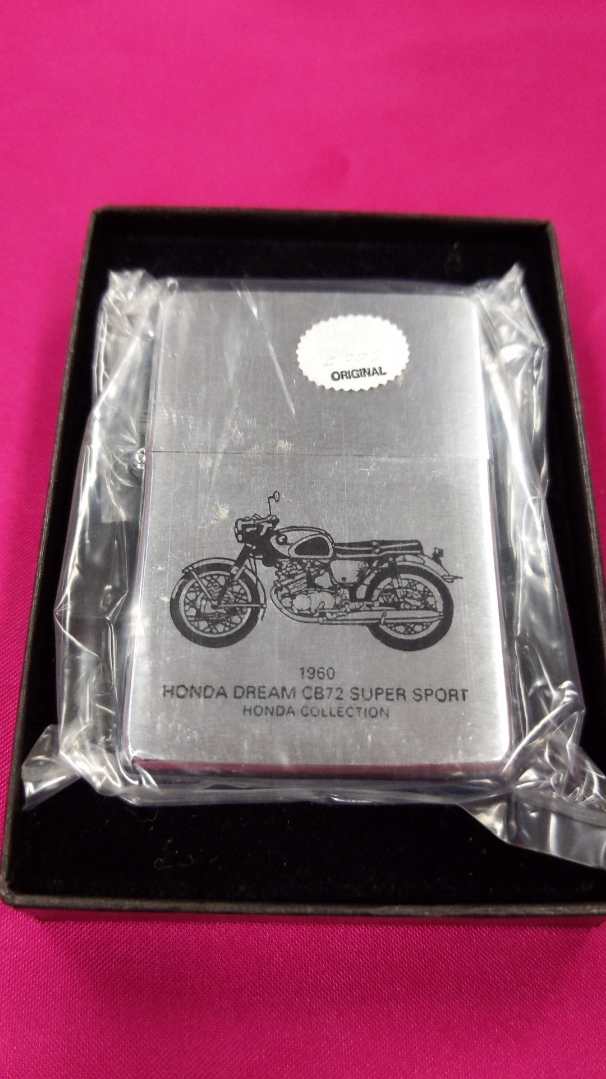 ORIGINAL
1960
HONDA DREAM CB72 SUPER SPORT
HONDA COLLECTION